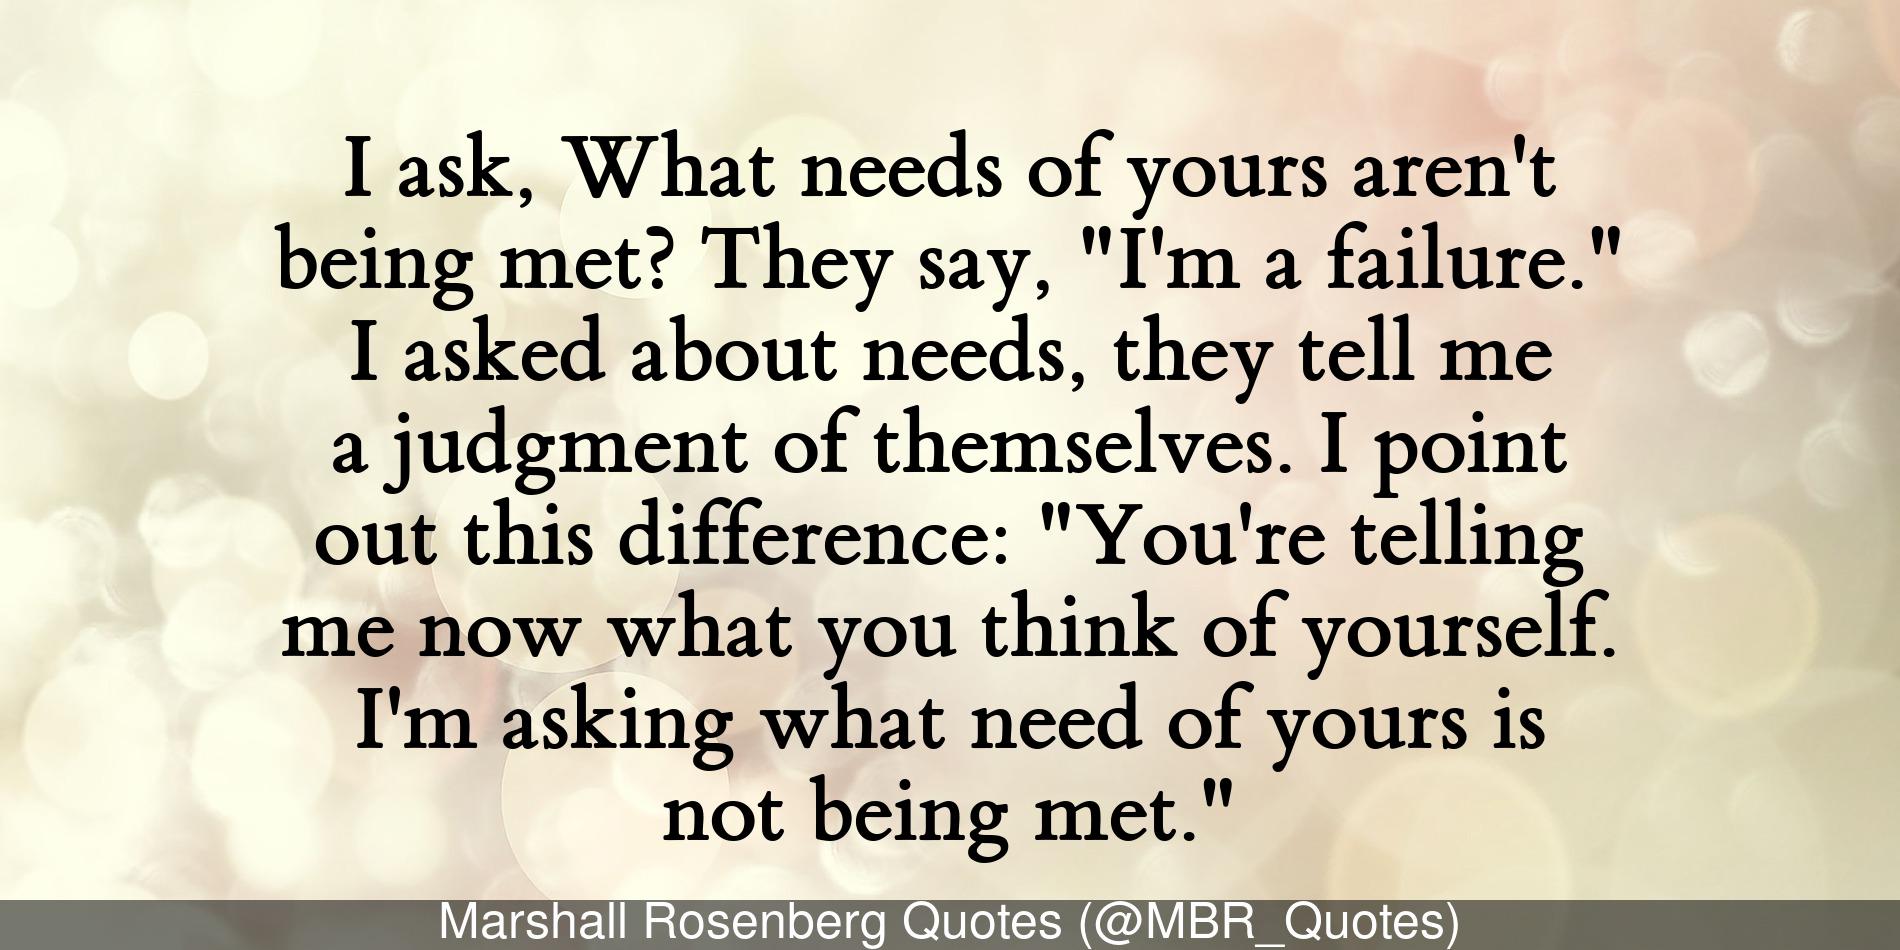 I ask, What needs of yours aren't
being met? They say, "I'm a failure."
I asked about needs, they tell me
a judgment of themselves. I point
out this difference: "You're telling
me now what you think of yourself.
I'm asking what need of yours is
not being met."
Marshall Rosenberg Quotes (@MBR_Quotes)